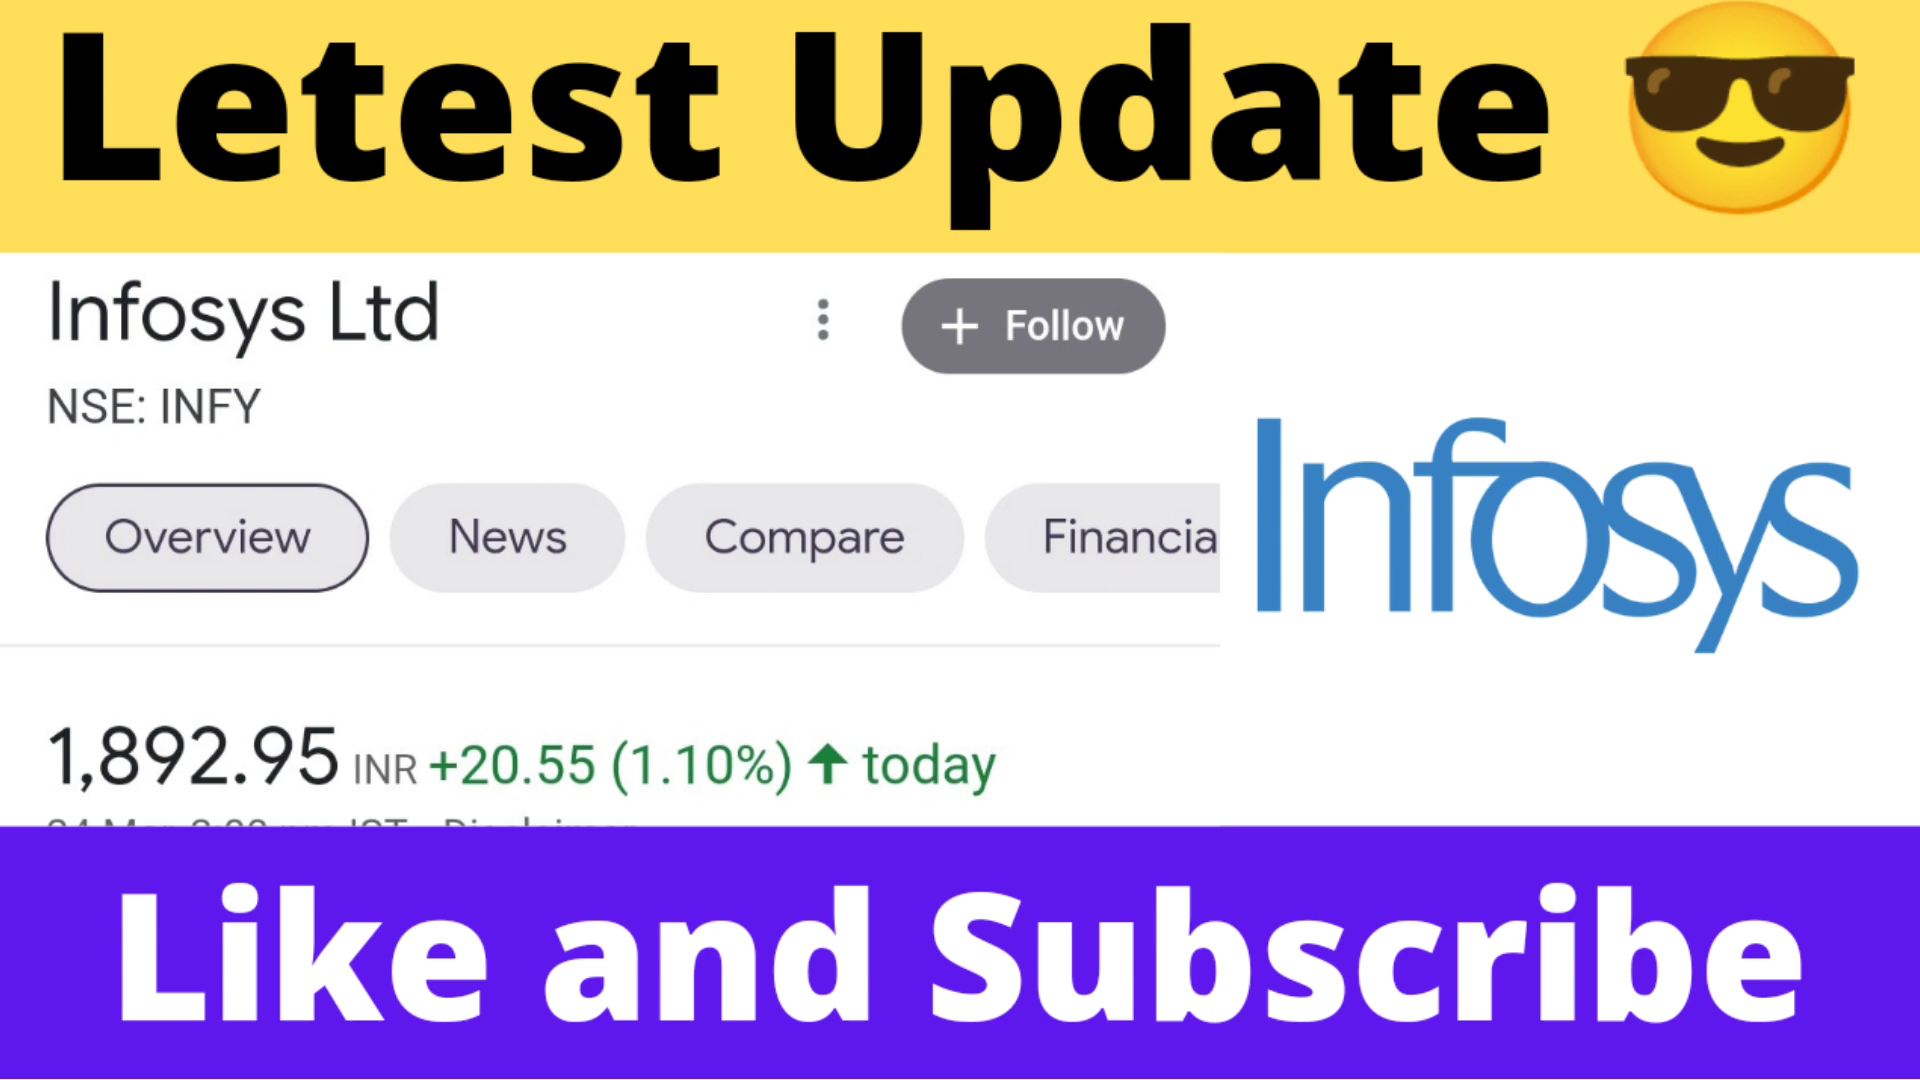 Letest Update
Infosys Ltd
+ Follow
NSE: INFY
Overview News Compare Financia
Infosys
1,892.95 INR +20.55 (1.10%) ↑ today
Like and Subscribe